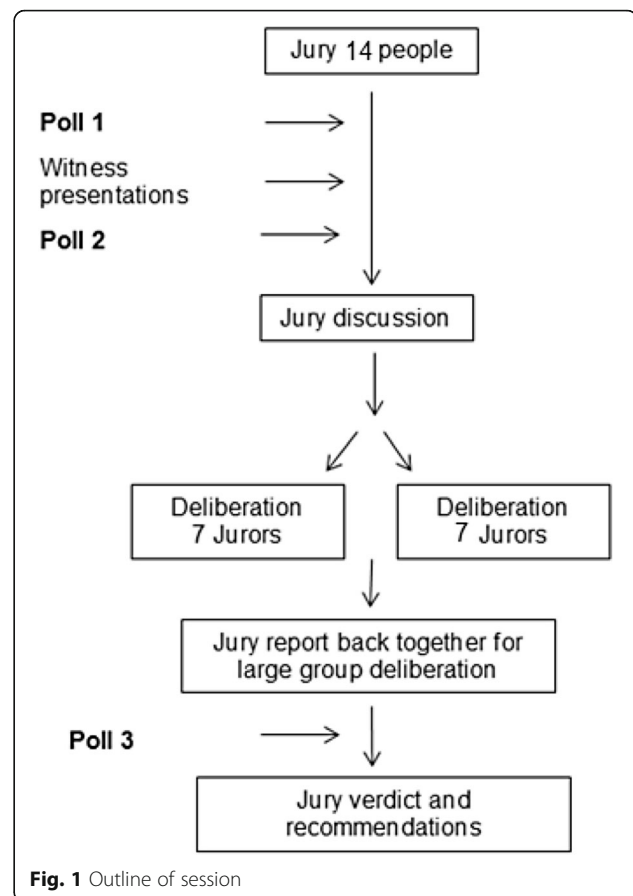 Jury 14 people
Poll 1
Witness
presentations
Poll 2
Jury discussion
Deliberation
7 Jurors
Deliberation
7 Jurors
Jury report back together for
large group deliberation
Poll 3
Jury verdict and
recommendations
Fig. 1 Outline of session